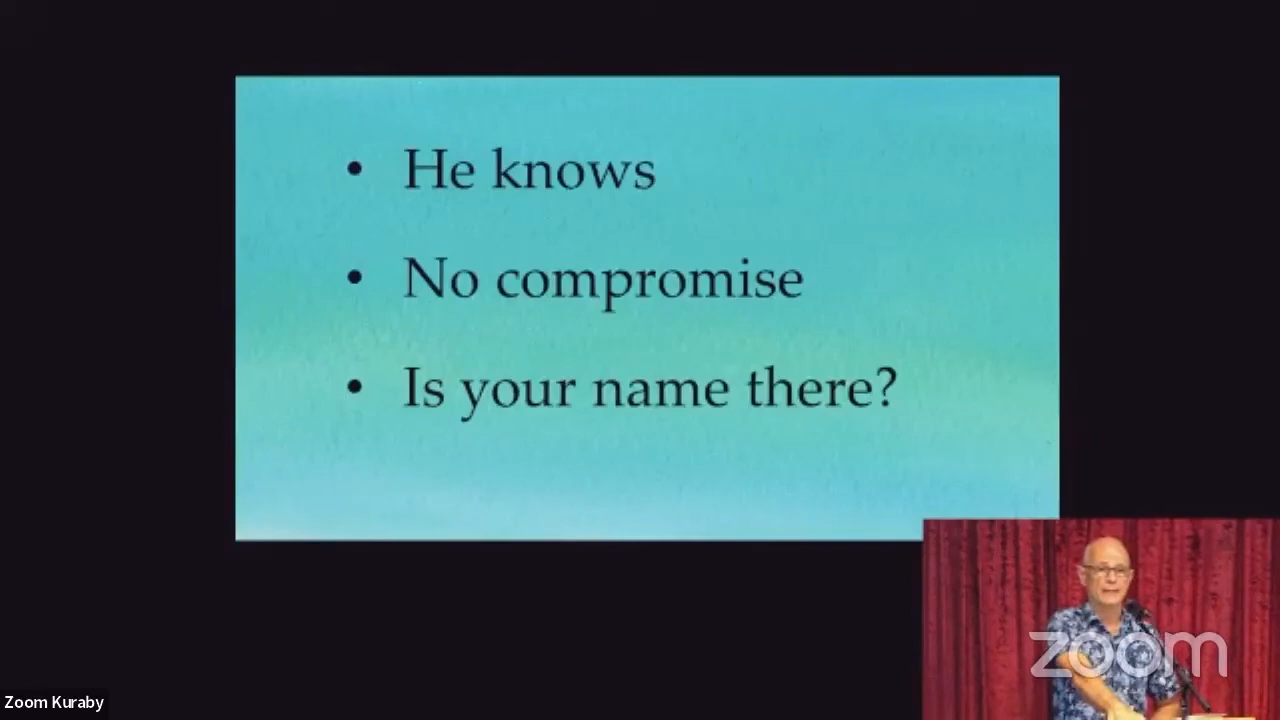 • He knows
• No compromise
• Is your name there?
zoom
Zoom Kuraby